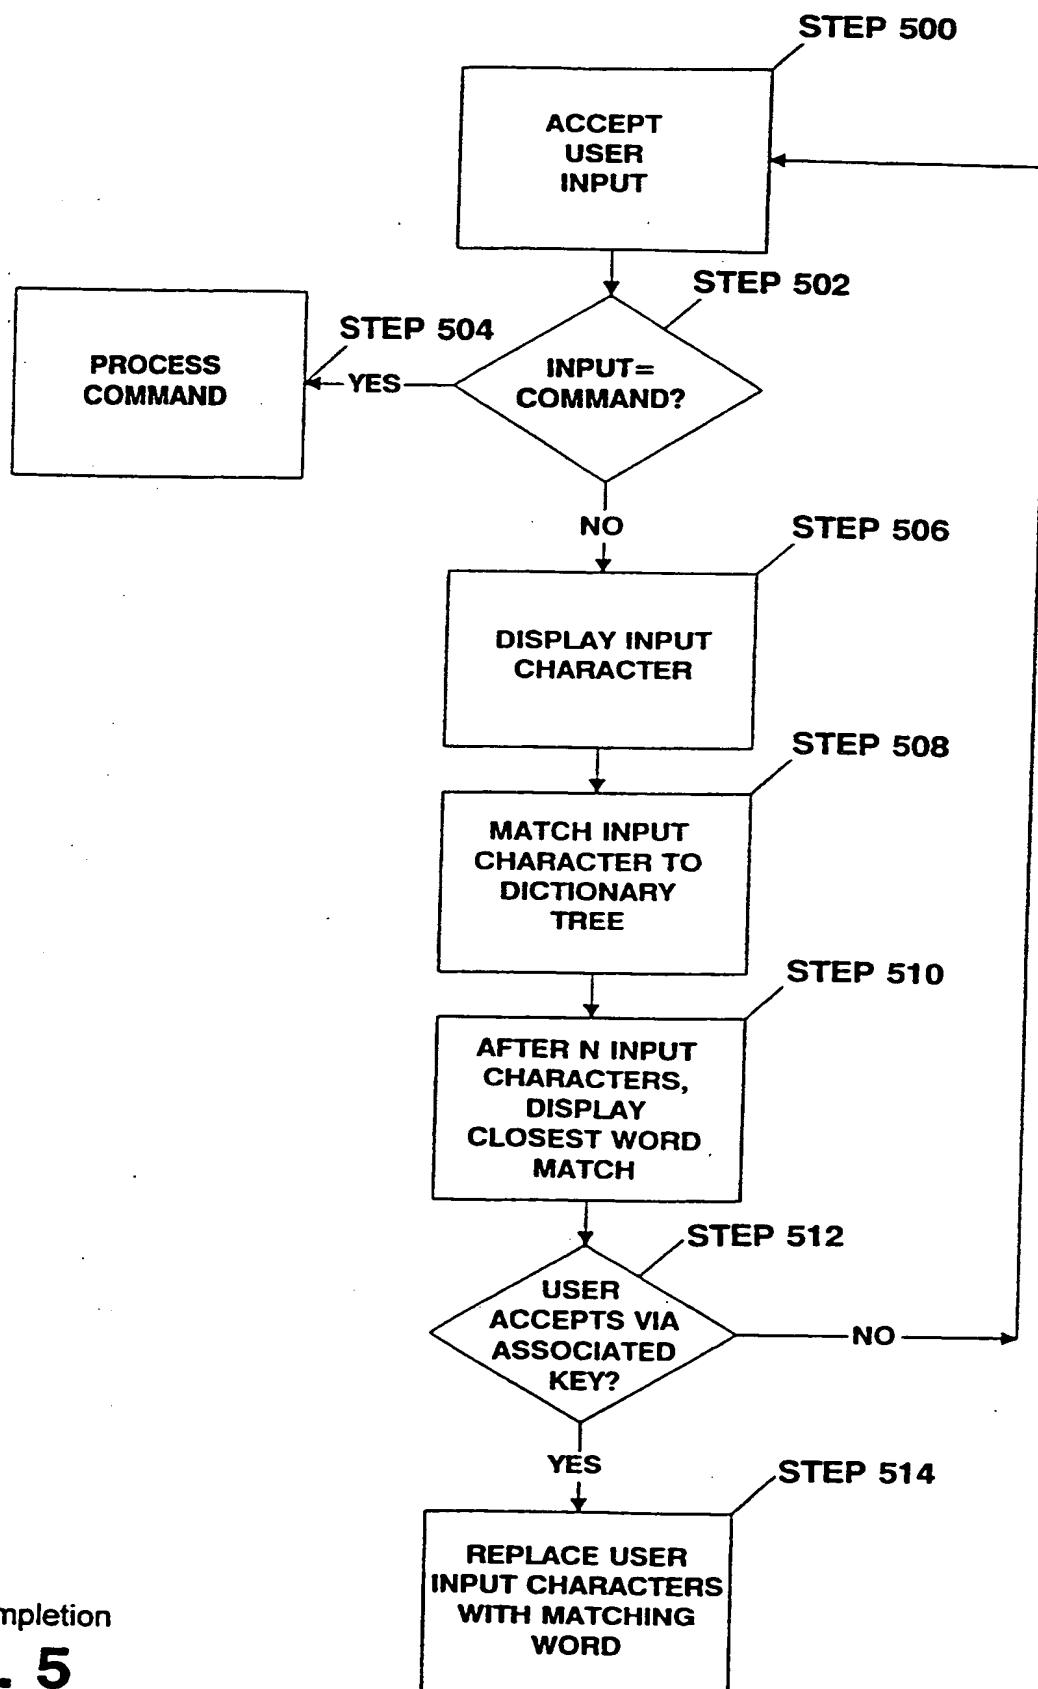 STEP 500
ACCEPT
USER
INPUT
STEP 502
STEP 504
PROCESS
COMMAND
YES
INPUT=
COMMAND?
NO
STEP 506
DISPLAY INPUT
CHARACTER
STEP 508
MATCH INPUT
CHARACTER TO
DICTIONARY
TREE
STEP 510
AFTER N INPUT
CHARACTERS,
DISPLAY
CLOSEST WORD
MATCH
STEP 512
USER
ACCEPTS VIA
ASSOCIATED
KEY?
NO
YES
STEP 514
REPLACE USER
INPUT CHARACTERS
WITH MATCHING
WORD
mpletion
. 5